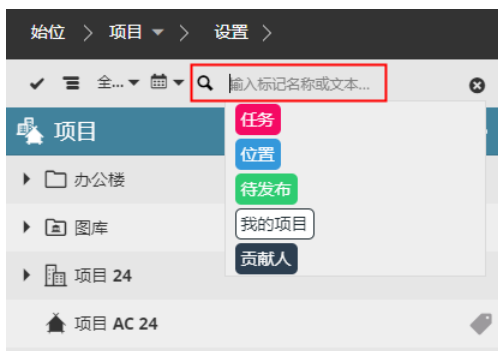 始位 > 项目 > 设置 >
全... 输入标记名称或文本...
任务
项目
位置
办公楼
待发布
图库
我的项目
项目 24
贡献人
项目 AC 24